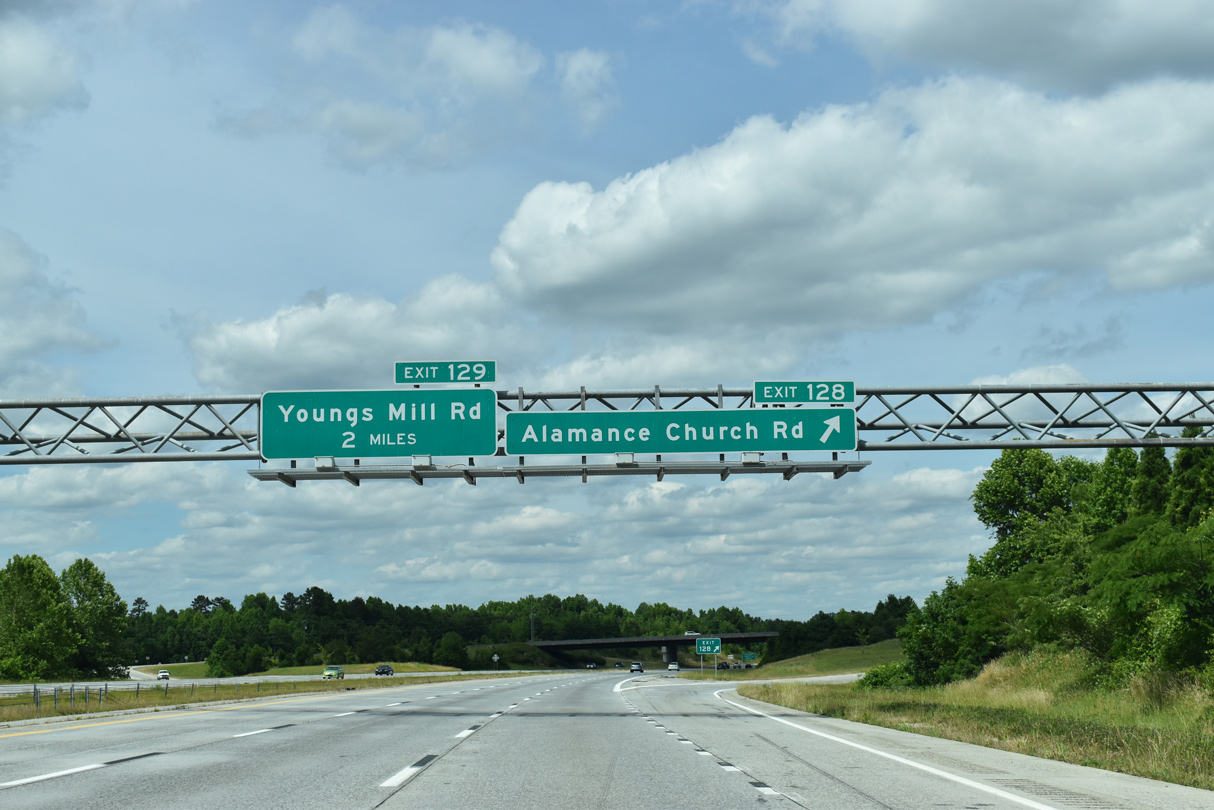 EXIT 129
Youngs Mill Rd
2 MILES
EXIT 128
Alamance Church Rd
EXIT
128